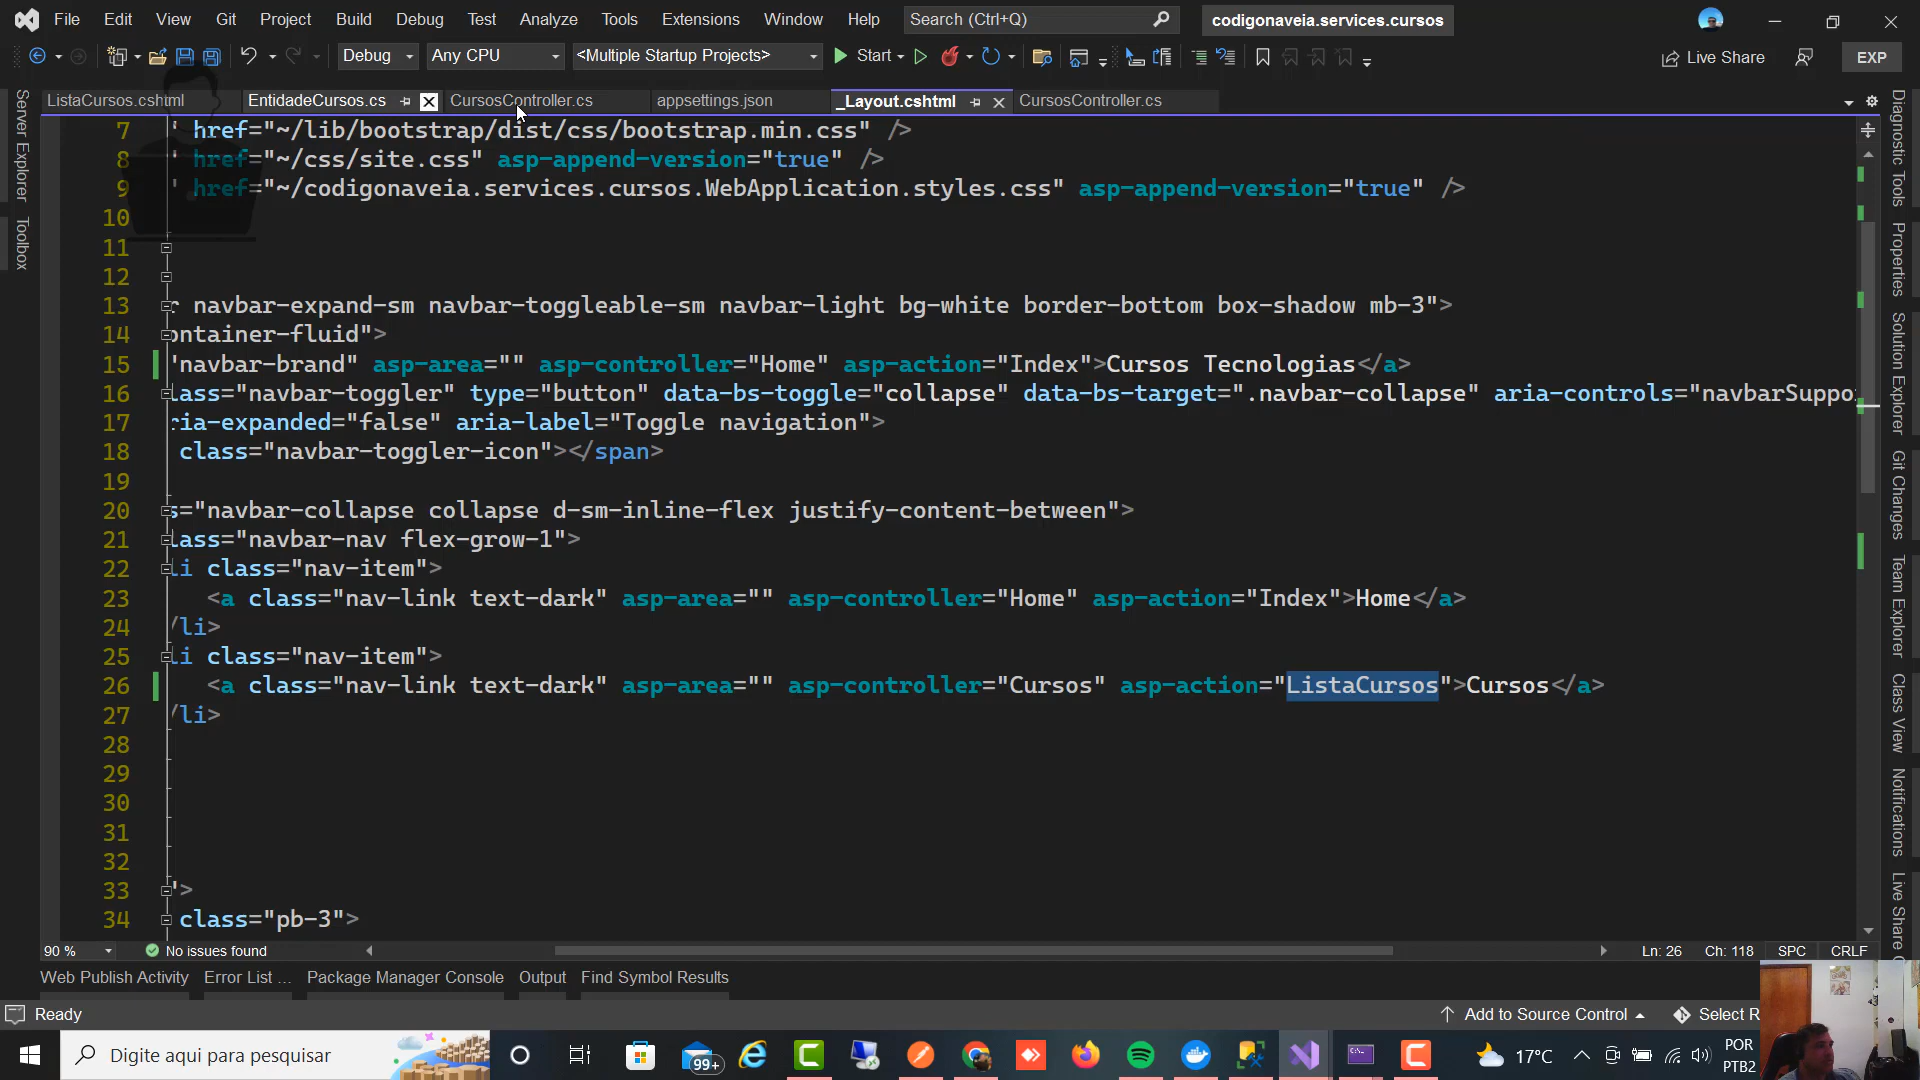 File Edit View Git Project Build Debug Test Analyze Tools Extensions Window Help Search (Ctrl+Q) codigonaveia.services.cursos
Debug Any CPU <Multiple Startup Projects> Start Live Share EXP
ListaCursos.cshtml EntidadeCursos.cs CursosController.cs appsettings.json _Layout.cshtml CursosController.cs
Server Explorer
Toolbox
7 " href="~/lib/bootstrap/dist/css/bootstrap.min.css" />
8 " href="~/css/site.css" asp-append-version="true" />
9 " href="~/codigonaveia.services.cursos.WebApplication.styles.css" asp-append-version="true" />
10
11
12
13 r navbar-expand-sm navbar-toggleable-sm navbar-light bg-white border-bottom box-shadow mb-3">
14 ontainer-fluid">
15 "navbar-brand" asp-area="" asp-controller="Home" asp-action="Index">Cursos Tecnologias</a>
16 lass="navbar-toggler" type="button" data-bs-toggle="collapse" data-bs-target=".navbar-collapse" aria-controls="navbarSuppo
17 ria-expanded="false" aria-label="Toggle navigation">
18 class="navbar-toggler-icon"></span>
19
20 s="navbar-collapse collapse d-sm-inline-flex justify-content-between">
21 lass="navbar-nav flex-grow-1">
22 li class="nav-item">
23 <a class="nav-link text-dark" asp-area="" asp-controller="Home" asp-action="Index">Home</a>
24 /li>
25 li class="nav-item">
26 <a class="nav-link text-dark" asp-area="" asp-controller="Cursos" asp-action="ListaCursos">Cursos</a>
27 /li>
28
29
30
31
32
33 ">
34 class="pb-3">
Diagnostic Tools
Properties
Solution Explorer
Git Changes
Team Explorer
Class View
Notifications
Live Share
90 % No issues found Ln: 26 Ch: 118 SPC CRLF
Web Publish Activity Error List ... Package Manager Console Output Find Symbol Results
Ready Add to Source Control Select R
Digite aqui para pesquisar 99+ 17°C POR
PTB2